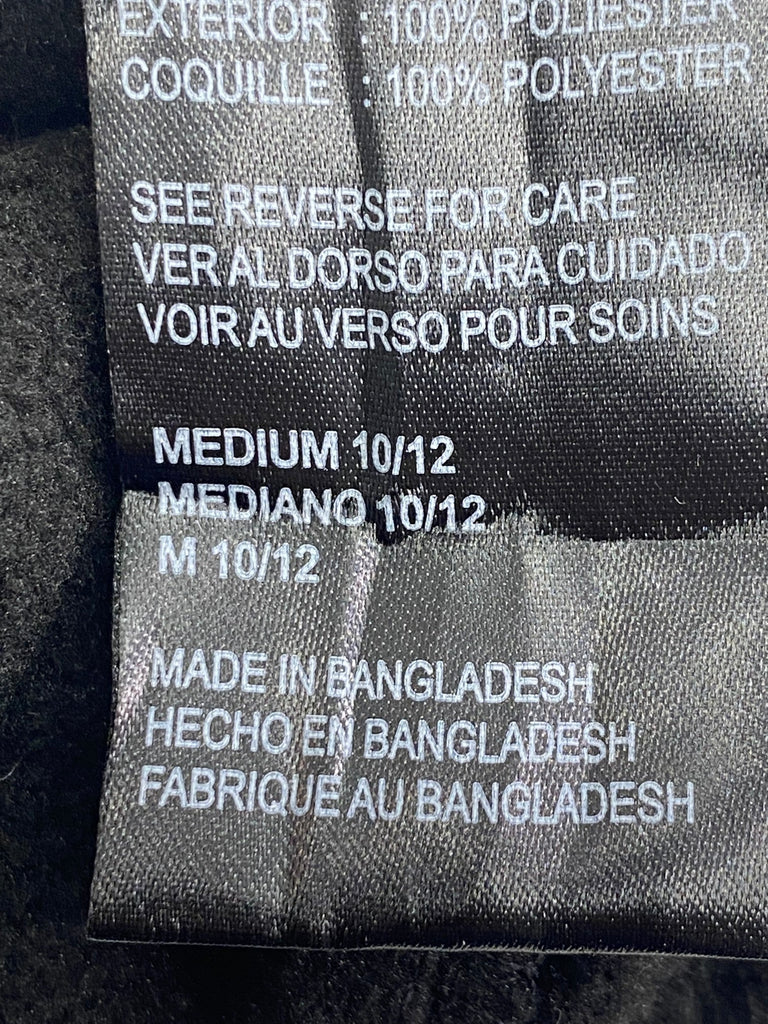 EXTERIOR : 100% POLIESTER
COQUILLE : 100% POLYESTER
SEE REVERSE FOR CARE
VER AL DORSO PARA CUIDADO
VOIR AU VERSO POUR SOINS
MEDIUM 10/12
MEDIANO 10/12
M 10/12
MADE IN BANGLADESH
HECHO EN BANGLADESH
FABRIQUE AU BANGLADESH